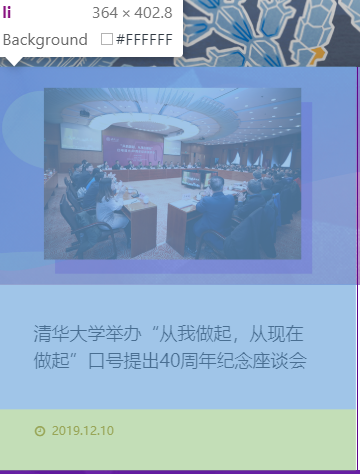 li 364 × 402.8
Background #FFFFFF
清华大学举办“从我做起，从现在
做起”口号提出40周年纪念座谈会
2019.12.10